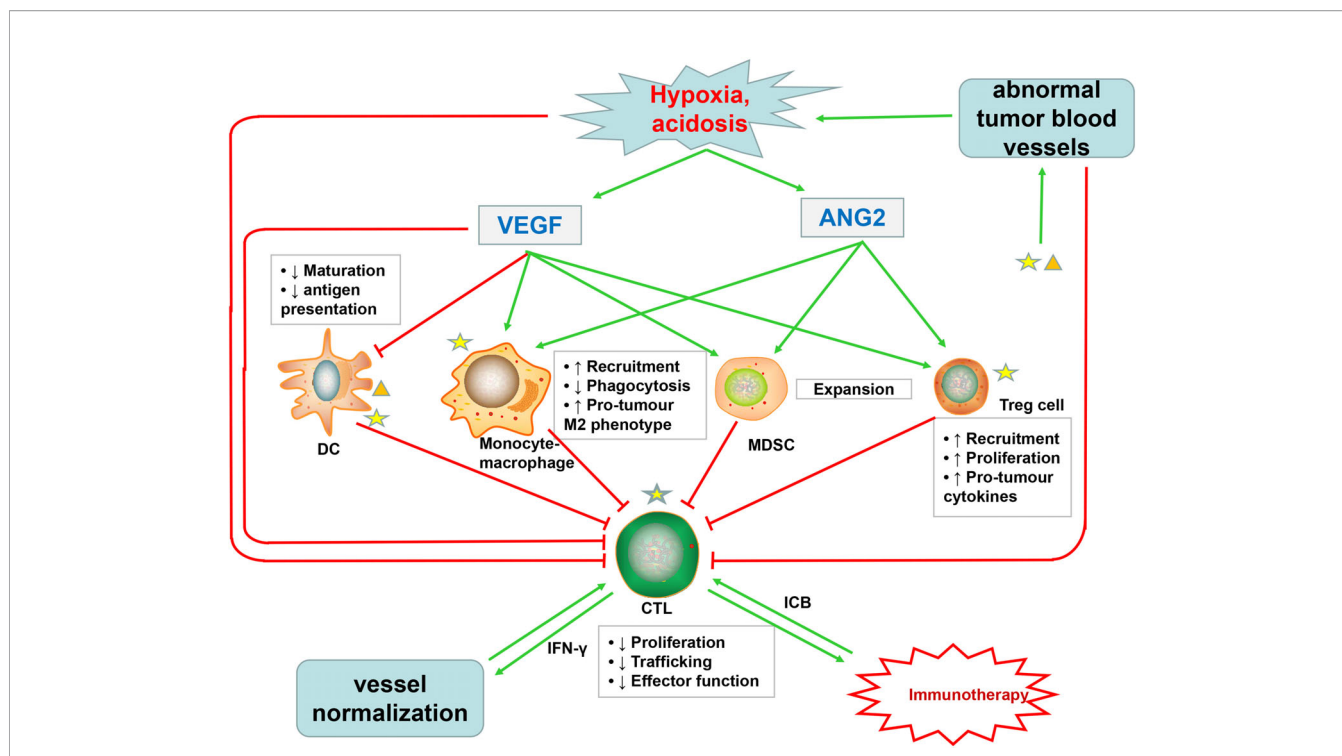 Hypoxia,
acidosis
abnormal
tumor blood
vessels
VEGF
ANG2
• ↓ Maturation
• ↓ antigen
presentation
DC
Monocyte-
macrophage
• ↑ Recruitment
• ↓ Phagocytosis
• ↑ Pro-tumour
M2 phenotype
MDSC
Expansion
Treg cell
• ↑ Recruitment
• ↑ Proliferation
• ↑ Pro-tumour
cytokines
CTL
ICB
IFN-γ
• ↓ Proliferation
• ↓ Trafficking
• ↓ Effector function
vessel
normalization
Immunotherapy